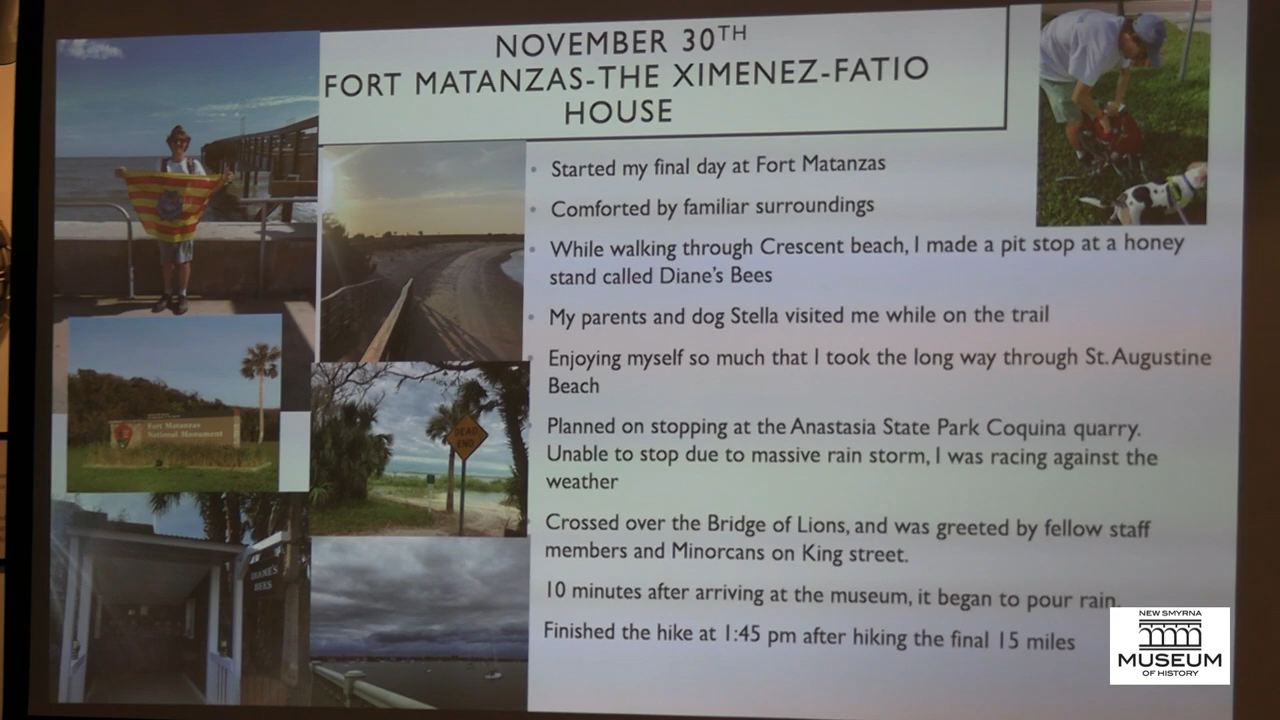 NOVEMBER 30TH
FORT MATANZAS-THE XIMENEZ-FATIO
HOUSE
Started my final day at Fort Matanzas
Comforted by familiar surroundings
While walking through Crescent beach, I made a pit stop at a honey
stand called Diane's Bees
My parents and dog Stella visited me while on the trail
Enjoying myself so much that I took the long way through St. Augustine
Beach
Planned on stopping at the Anastasia State Park Coquina quarry.
Unable to stop due to massive rain storm, I was racing against the
weather
Crossed over the Bridge of Lions, and was greeted by fellow staff
members and Minorcans on King street.
10 minutes after arriving at the museum, it began to pour rain.
Finished the hike at 1:45 pm after hiking the final 15 miles
Fort Matanzas
National Monument
DEAD
END
DIANE'S
BEES
NEW SMYRNA
MUSEUM
OF HISTORY